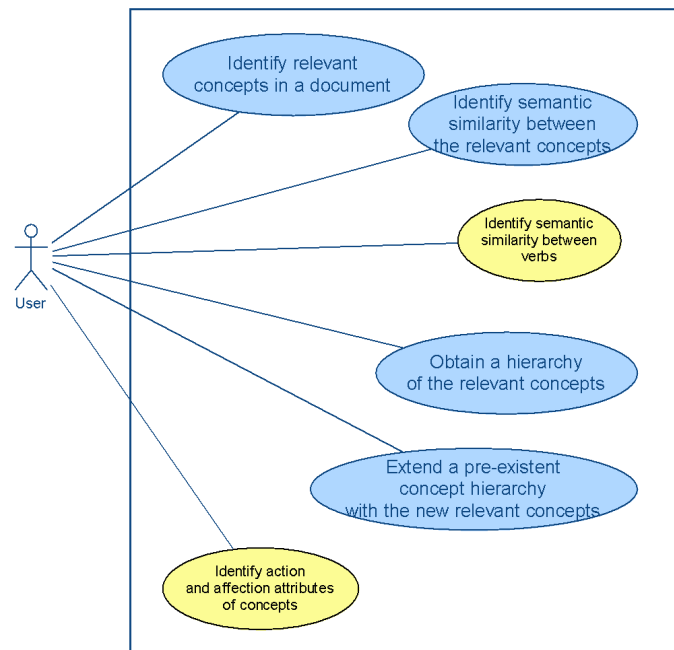 Identify relevant
concepts in a document
Identify semantic
similarity between
the relevant concepts
Identify semantic
similarity between
verbs
User
Obtain a hierarchy
of the relevant concepts
Extend a pre-existent
concept hierarchy
with the new relevant concepts
Identify action
and affection attributes
of concepts